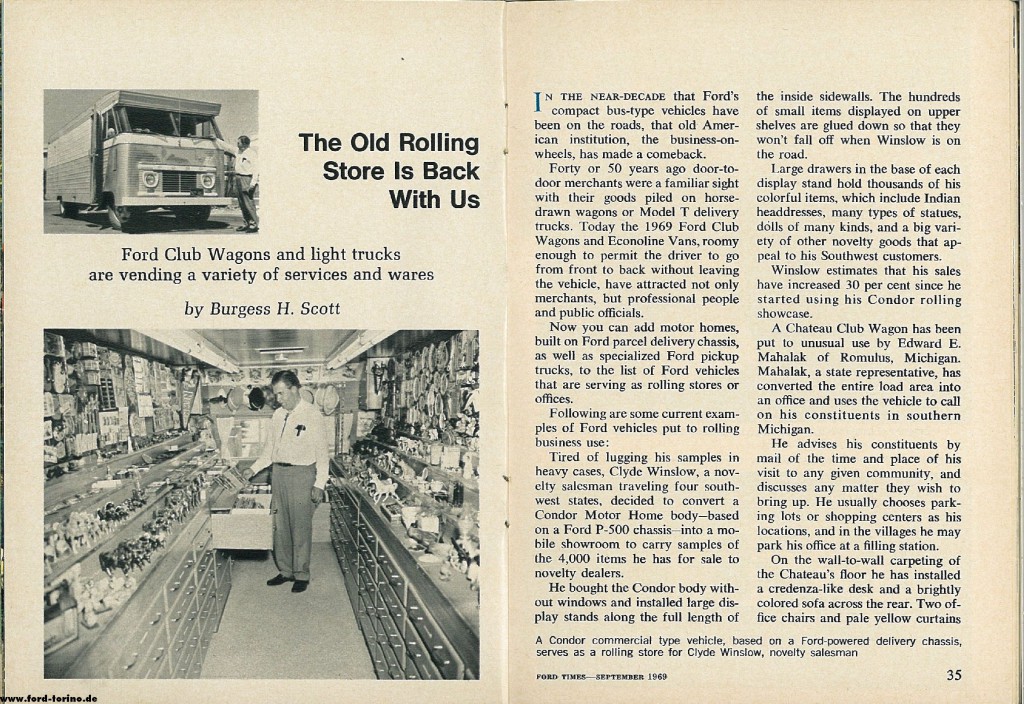 The Old Rolling
Store Is Back
With Us
Ford Club Wagons and light trucks
are vending a variety of services and wares
by Burgess H. Scott
IN THE NEAR-DECADE that Ford's
compact bus-type vehicles have
been on the roads, that old Amer-
ican institution, the business-on-
wheels, has made a comeback.
Forty or 50 years ago door-to-
door merchants were a familiar sight
with their goods piled on horse-
drawn wagons or Model T delivery
trucks. Today the 1969 Ford Club
Wagons and Econoline Vans, roomy
enough to permit the driver to go
from front to back without leaving
the vehicle, have attracted not only
merchants, but professional people
and public officials.
Now you can add motor homes,
built on Ford parcel delivery chassis,
as well as specialized Ford pickup
trucks, to the list of Ford vehicles
that are serving as rolling stores or
offices.
Following are some current exam-
ples of Ford vehicles put to rolling
business use:
Tired of lugging his samples in
heavy cases, Clyde Winslow, a nov-
elty salesman traveling four south-
west states, decided to convert a
Condor Motor Home body—based
on a Ford P-500 chassis—into a mo-
bile showroom to carry samples of
the 4,000 items he has for sale to
novelty dealers.
He bought the Condor body with-
out windows and installed large dis-
play stands along the full length of
the inside sidewalls. The hundreds
of small items displayed on upper
shelves are glued down so that they
won't fall off when Winslow is on
the road.
Large drawers in the base of each
display stand hold thousands of his
colorful items, which include Indian
headdresses, many types of statues,
dolls of many kinds, and a big vari-
ety of other novelty goods that ap-
peal to his Southwest customers.
Winslow estimates that his sales
have increased 30 per cent since he
started using his Condor rolling
showcase.
A Chateau Club Wagon has been
put to unusual use by Edward E.
Mahalak of Romulus, Michigan.
Mahalak, a state representative, has
converted the entire load area into
an office and uses the vehicle to call
on his constituents in southern
Michigan.
He advises his constituents by
mail of the time and place of his
visit to any given community, and
discusses any matter they wish to
bring up. He usually chooses park-
ing lots or shopping centers as his
locations, and in the villages he may
park his office at a filling station.
On the wall-to-wall carpeting of
the Chateau's floor he has installed
a credenza-like desk and a brightly
colored sofa across the rear. Two of-
fice chairs and pale yellow curtains
A Condor commercial type vehicle, based on a Ford-powered delivery chassis,
serves as a rolling store for Clyde Winslow, novelty salesman
FORD TIMES—SEPTEMBER 1969
35
www.ford-torino.de